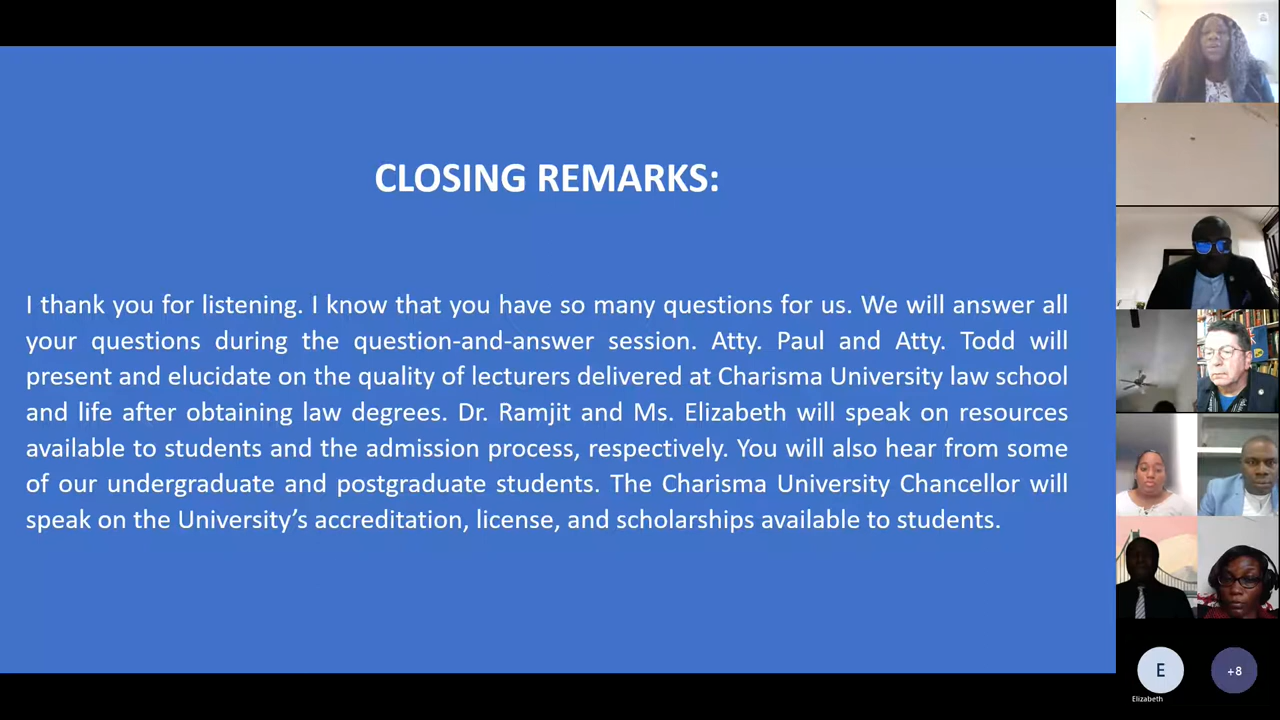 CLOSING REMARKS:
I thank you for listening. I know that you have so many questions for us. We will answer all
your questions during the question-and-answer session. Atty. Paul and Atty. Todd will
present and elucidate on the quality of lecturers delivered at Charisma University law school
and life after obtaining law degrees. Dr. Ramjit and Ms. Elizabeth will speak on resources
available to students and the admission process, respectively. You will also hear from some
of our undergraduate and postgraduate students. The Charisma University Chancellor will
speak on the University’s accreditation, license, and scholarships available to students.
E
+8
Elizabeth